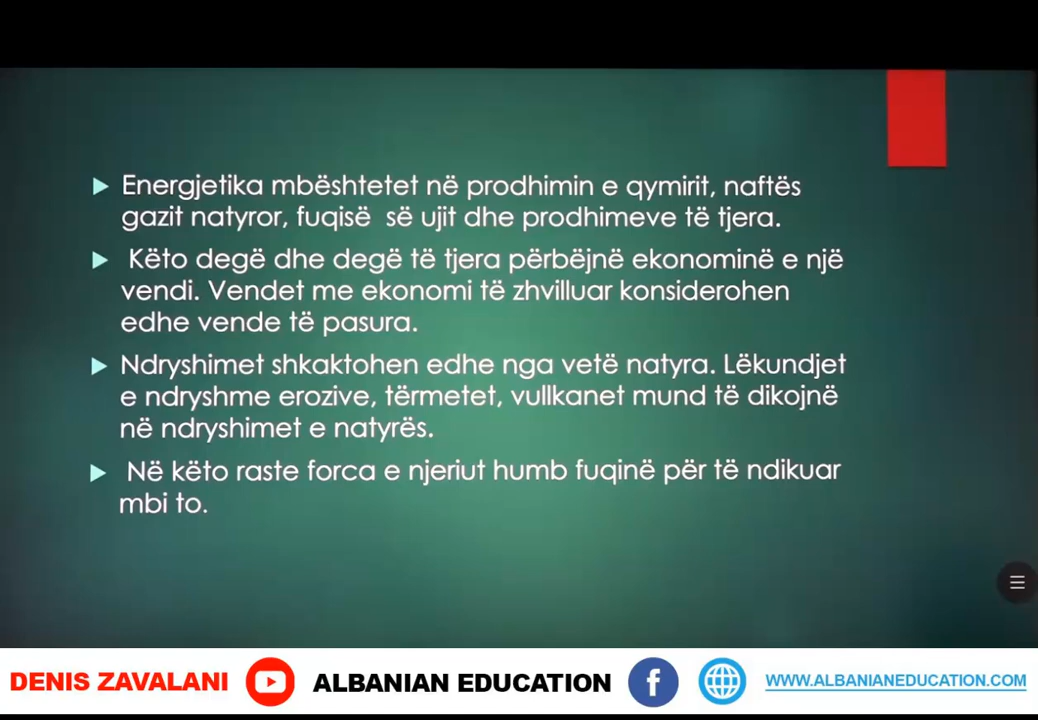 Energjetika mbështetet në prodhimin e qymirit, naftës
gazit natyror, fuqisë së ujit dhe prodhimeve të tjera.
Këto degë dhe degë të tjera përbëjnë ekonominë e një
vendi. Vendet me ekonomi të zhvilluar konsiderohen
edhe vende të pasura.
Ndryshimet shkaktohen edhe nga vetë natyra. Lëkundjet
e ndryshme erozive, tërmetet, vullkanet mund të dikojnë
në ndryshimet e natyrës.
Në këto raste forca e njeriut humb fuqinë për të ndikuar
mbi to.
DENIS ZAVALANI ALBANIAN EDUCATION f WWW.ALBANIANEDUCATION.COM